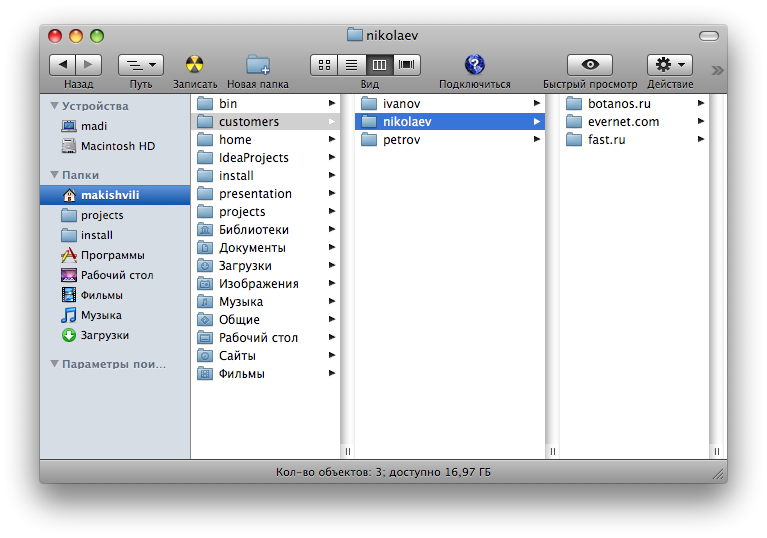 nikolaev
Назад
Путь
Записать
Новая папка
Вид
Подключиться
Быстрый просмотр
Действие
Устройства
madi
Macintosh HD
Папки
makishvili
projects
install
Программы
Рабочий стол
Фильмы
Музыка
Загрузки
Параметры пои...
bin
customers
home
IdeaProjects
install
presentation
projects
Библиотеки
Документы
Загрузки
Изображения
Музыка
Общие
Рабочий стол
Сайты
Фильмы
ivanov
nikolaev
petrov
botanos.ru
evernet.com
fast.ru
Кол-во объектов: 3; доступно 16,97 ГБ